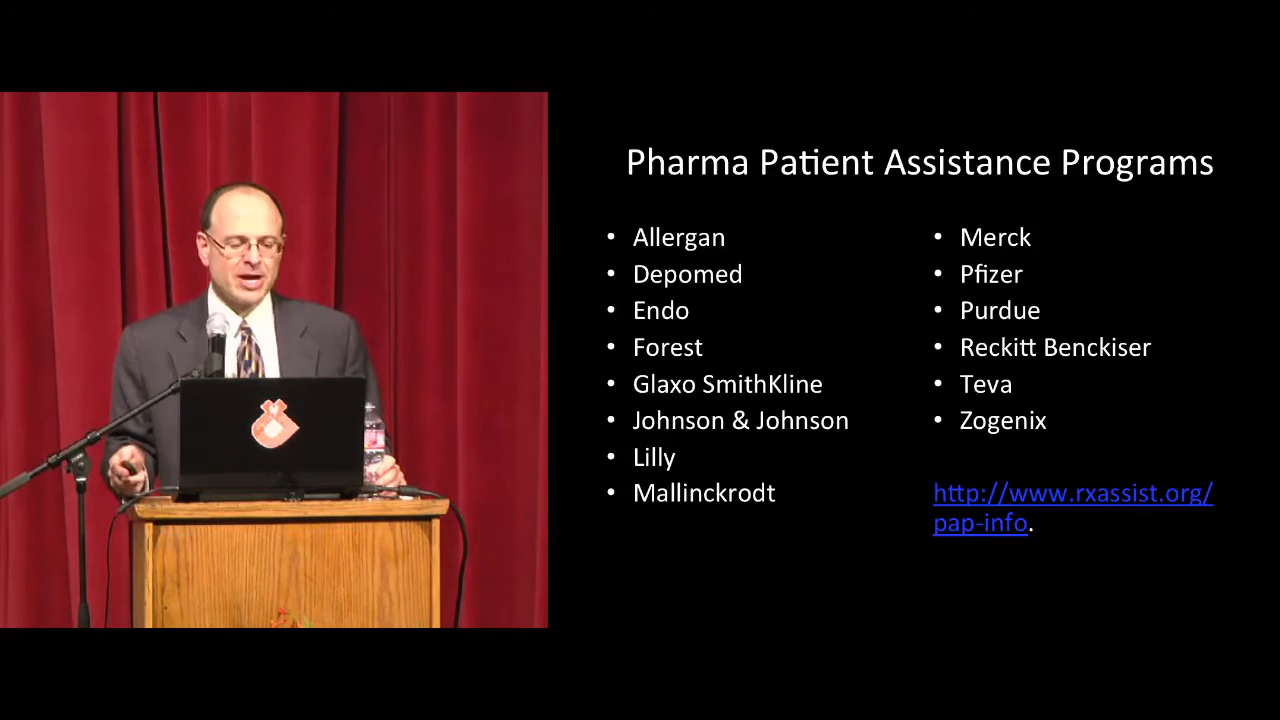 Pharma Patient Assistance Programs
• Allergan
• Depomed
• Endo
• Forest
• Glaxo SmithKline
• Johnson & Johnson
• Lilly
• Mallinckrodt
• Merck
• Pfizer
• Purdue
• Reckitt Benckiser
• Teva
• Zogenix
http://www.rxassist.org/
pap-info.